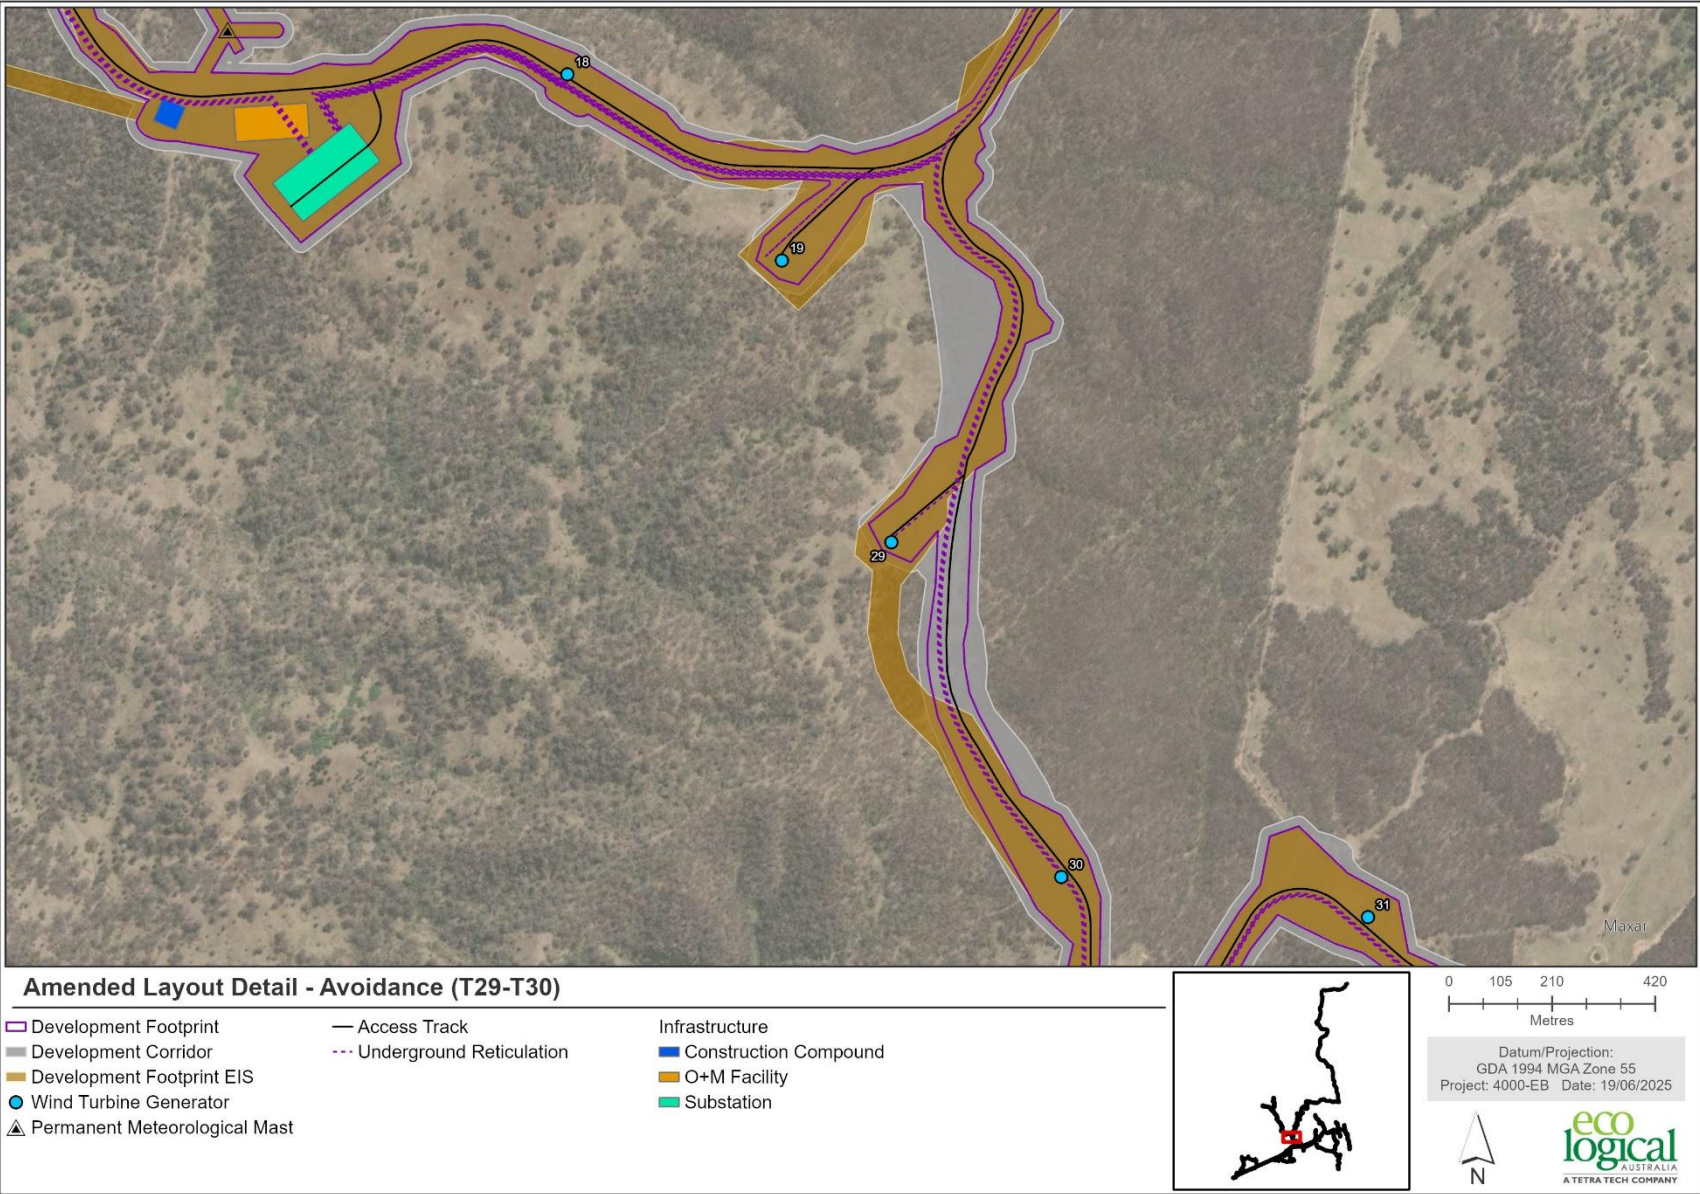 18
19
29
30
31
Maxar
Amended Layout Detail - Avoidance (T29-T30)
Development Footprint
Development Corridor
Development Footprint EIS
Wind Turbine Generator
Permanent Meteorological Mast
Access Track
Underground Reticulation
Infrastructure
Construction Compound
O+M Facility
Substation
0 105 210 420
Metres
Datum/Projection:
GDA 1994 MGA Zone 55
Project: 4000-EB Date: 19/06/2025
N
eco
logical
AUSTRALIA
A TETRA TECH COMPANY